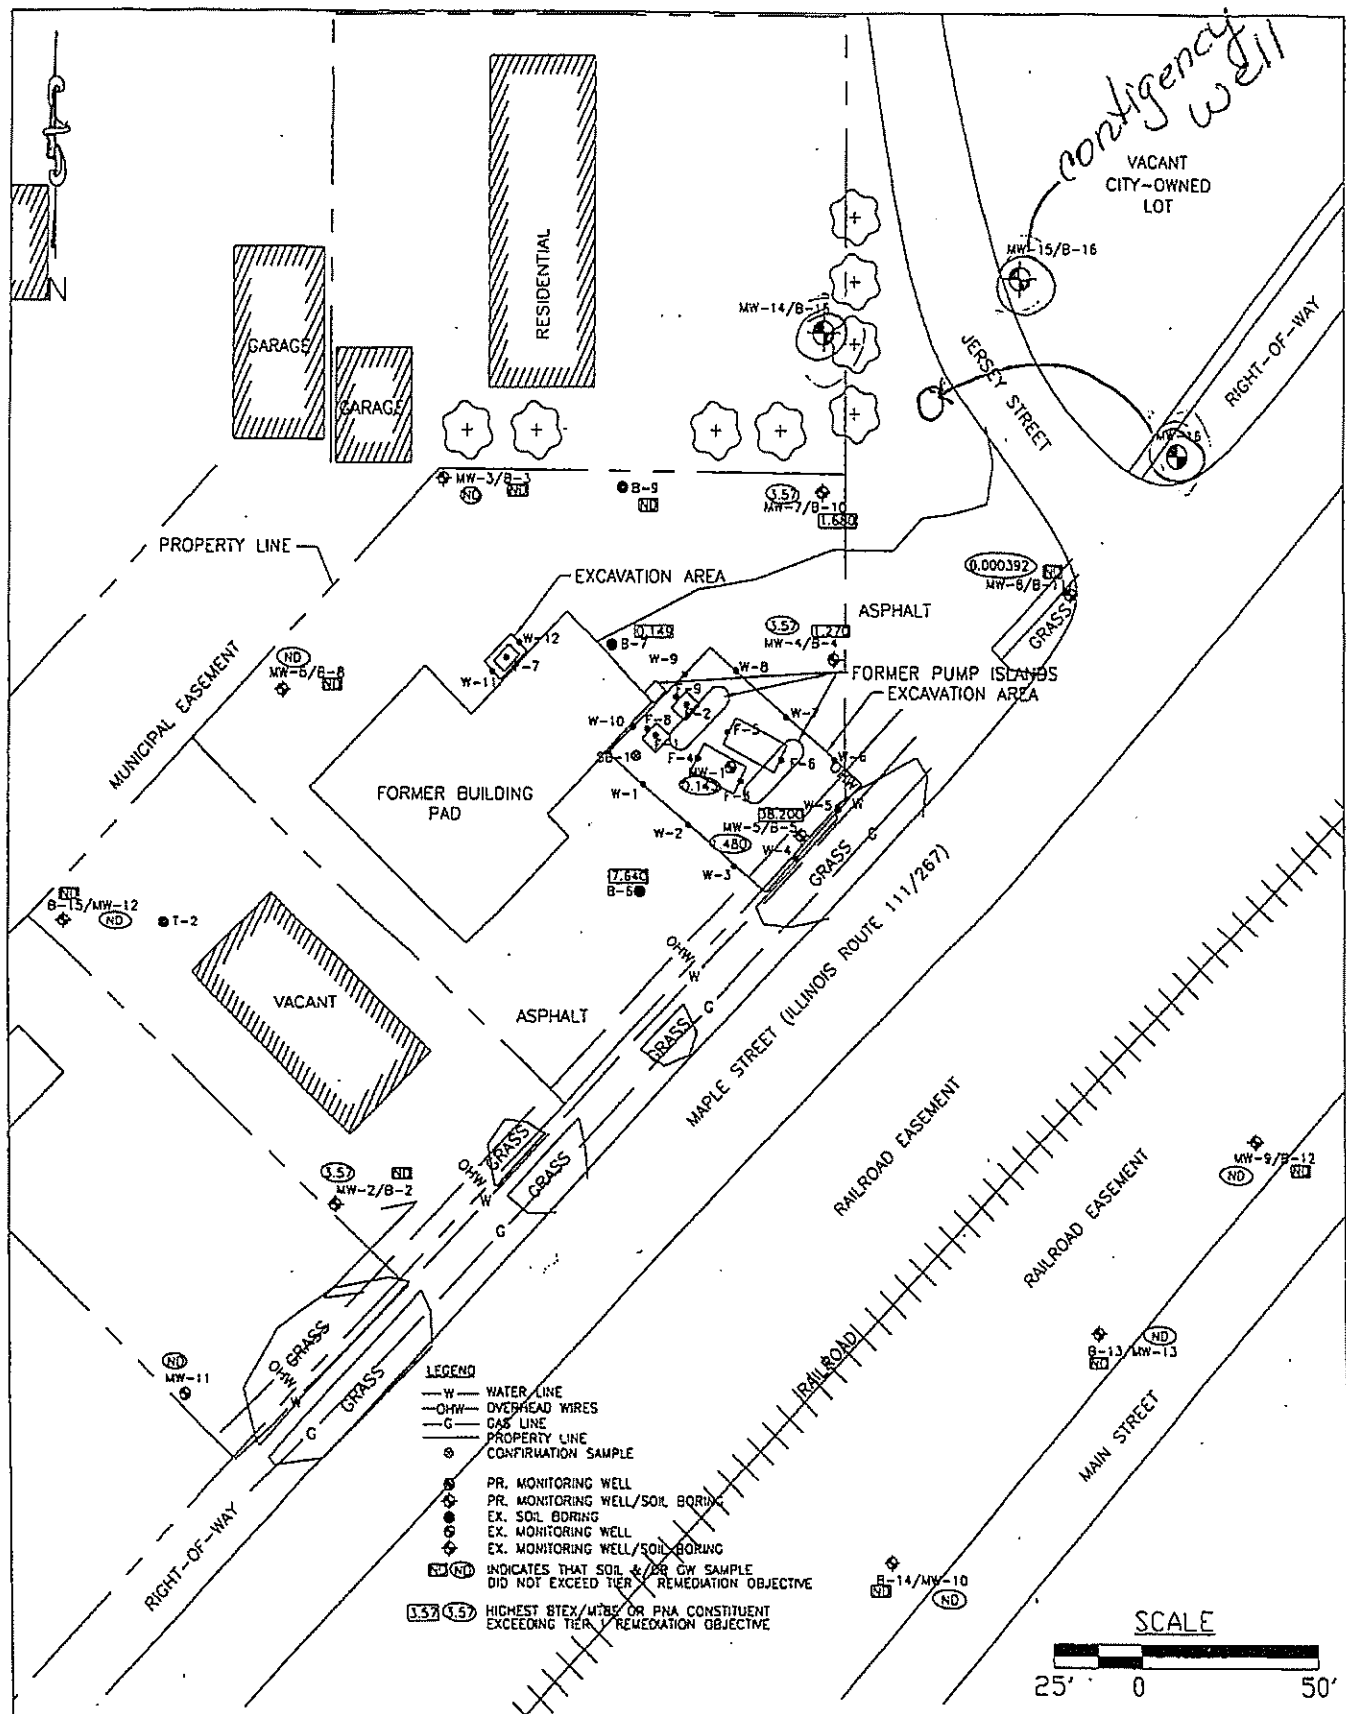 contigency
well
VACANT
CITY-OWNED
LOT
MW-15/B-16
MW-14/B-15
RESIDENTIAL
GARAGE
GARAGE
N
JERSEY STREET
RIGHT-OF-WAY
MW-16
MW-3/B-3
ND
ND
B-9
ND
3.57
MW-7/B-10
1.680
PROPERTY LINE
EXCAVATION AREA
0.000392
ND
MW-8/B-11
GRASS
ASPHALT
W-12
F-7
W-11
0.149
B-7
3.57
1.270
MW-4/B-4
W-9
W-8
FORMER PUMP ISLANDS
EXCAVATION AREA
MUNICIPAL EASEMENT
ND
MW-6/B-8
ND
F-9
F-2
W-10
F-8
F-1
W-7
F-5
SB-1
F-4
MW-1
F-6
W-6
OHW
W-1
0.143
F-3
FORMER BUILDING
PAD
38.200
W-5
W
MW-5/B-5
W-2
.480
W-4
G
GRASS
W-3
7.640
B-6
ND
B-15/MW-12
ND
T-2
OHW
W
VACANT
ASPHALT
G
GRASS
MAPLE STREET (ILLINOIS ROUTE 111/267)
RAILROAD EASEMENT
RAILROAD EASEMENT
MW-9/B-12
ND
ND
GRASS
OHW
W
GRASS
G
3.57
ND
MW-2/B-2
ND
B-13/MW-13
ND
RAILROAD
MAIN STREET
ND
MW-11
GRASS
OHW
W
GRASS
G
RIGHT-OF-WAY
LEGEND
W WATER LINE
OHW OVERHEAD WIRES
G GAS LINE
PROPERTY LINE
CONFIRMATION SAMPLE
PR. MONITORING WELL
PR. MONITORING WELL/SOIL BORING
EX. SOIL BORING
EX. MONITORING WELL
EX. MONITORING WELL/SOIL BORING
ND ND INDICATES THAT SOIL &/OR GW SAMPLE
DID NOT EXCEED TIER 1 REMEDIATION OBJECTIVE
3.57 3.57 HIGHEST BTEX/MTBE OR PNA CONSTITUENT
EXCEEDING TIER 1 REMEDIATION OBJECTIVE
B-14/MW-10
ND
ND
SCALE
25' 0 50'